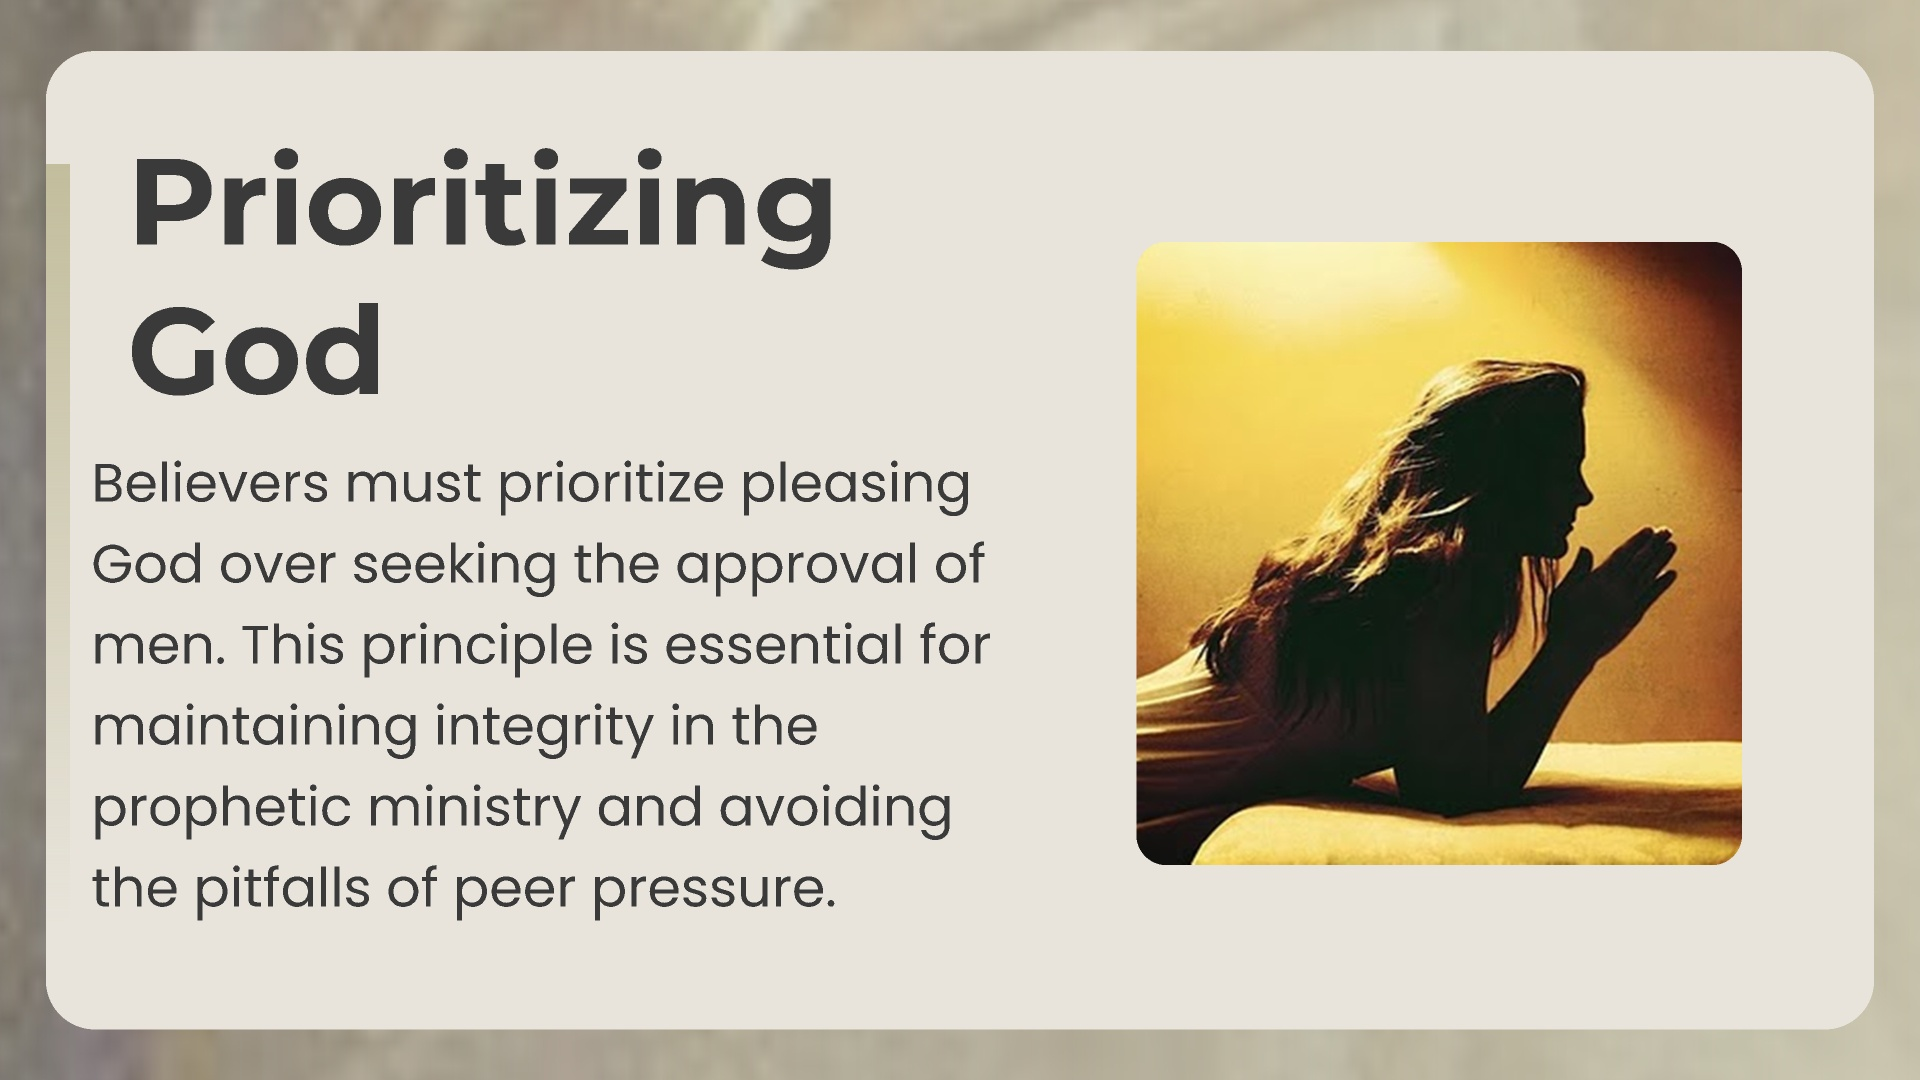 Prioritizing
God
Believers must prioritize pleasing
God over seeking the approval of
men. This principle is essential for
maintaining integrity in the
prophetic ministry and avoiding
the pitfalls of peer pressure.